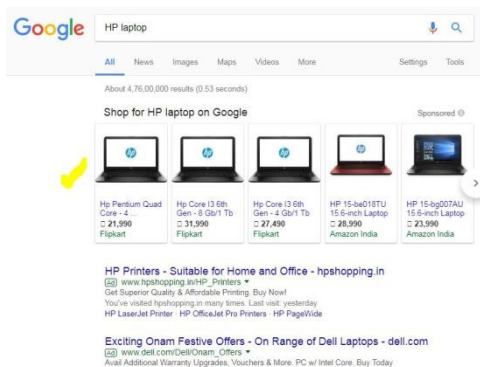 Google
HP laptop
All News Images Maps Videos More Settings Tools
About 4,76,00,000 results (0.53 seconds)
Shop for HP laptop on Google
Sponsored
hp hp hp hp
Hp Pentium Quad Core - 4 ...
21,990
Flipkart
Hp Core I3 6th Gen - 8 Gb/1 Tb
31,990
Flipkart
Hp Core I3 6th Gen - 4 Gb/1 Tb
27,490
Flipkart
HP 15-be018TU 15.6-inch Laptop
28,990
Amazon India
HP 15-bg007AU 15.6-inch Laptop
23,990
Amazon India
HP Printers - Suitable for Home and Office - hpshopping.in
Ad www.hpshopping.in/HP_Printers
Get Superior Quality & Affordable Printing. Buy Now!
You've visited hpshopping.in many times. Last visit: yesterday
HP LaserJet Printer · HP OfficeJet Pro Printers · HP PageWide
Exciting Onam Festive Offers - On Range of Dell Laptops - dell.com
Ad www.dell.com/Dell/Onam_Offers
Avail Additional Warranty Upgrades, Vouchers & More. PC w/ Intel Core. Buy Today